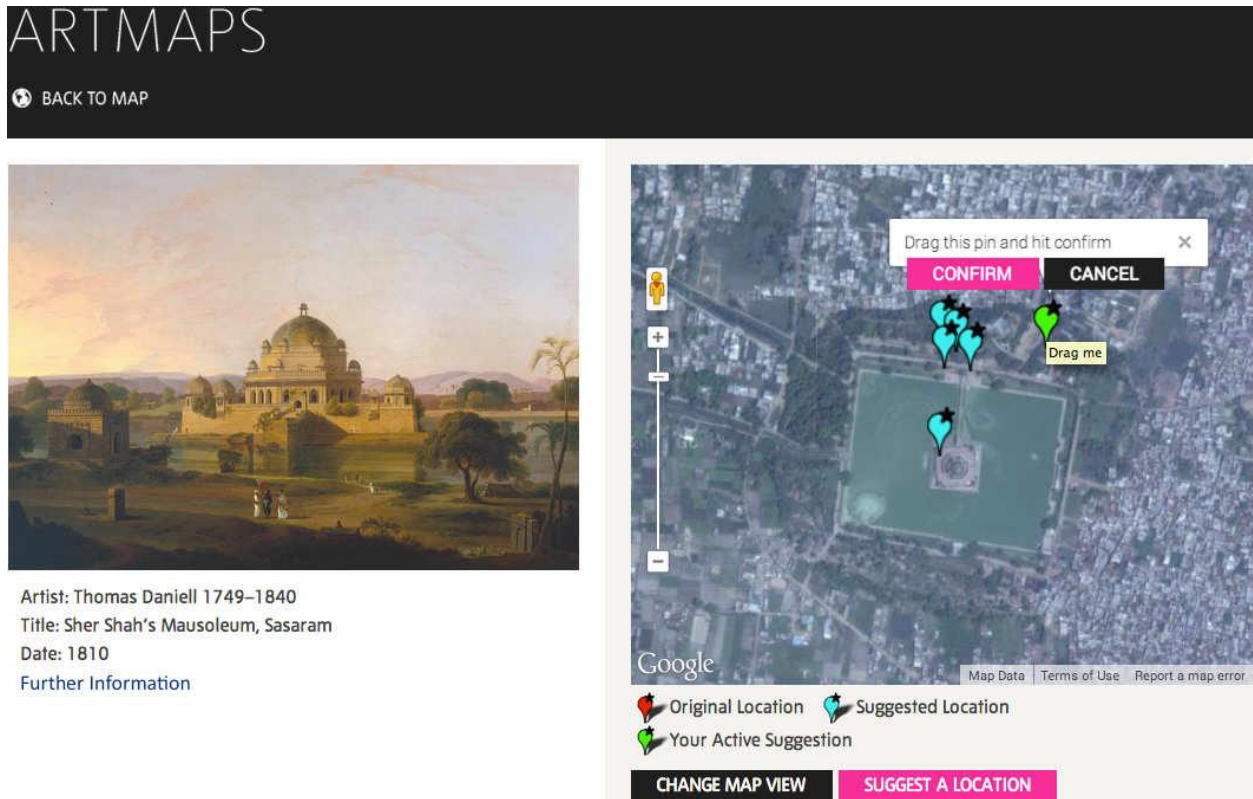 ARTMAPS
BACK TO MAP
Drag this pin and hit confirm ×
CONFIRM CANCEL
Drag me
Artist: Thomas Daniell 1749–1840
Title: Sher Shah's Mausoleum, Sasaram
Date: 1810
Further Information
Google
Map Data Terms of Use Report a map error
Original Location Suggested Location
Your Active Suggestion
CHANGE MAP VIEW SUGGEST A LOCATION